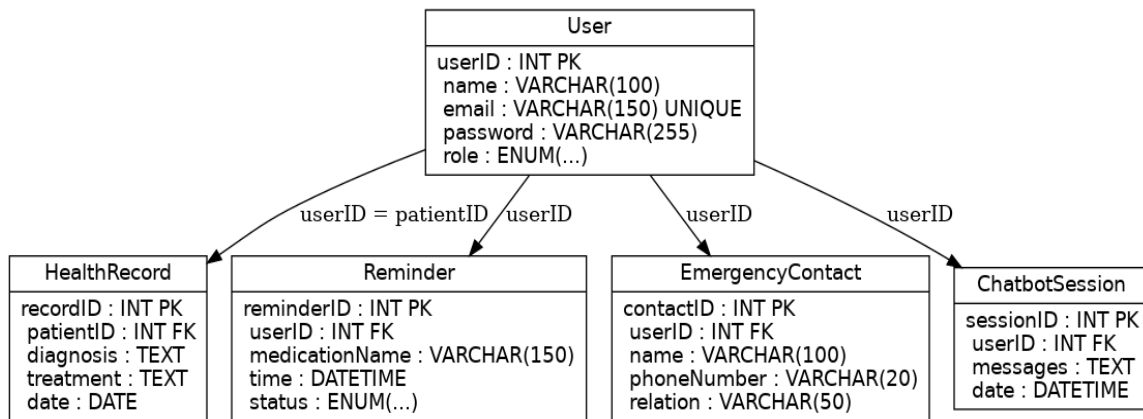 User
userID : INT PK
name : VARCHAR(100)
email : VARCHAR(150) UNIQUE
password : VARCHAR(255)
role : ENUM(...)
userID = patientID
userID
userID
userID
HealthRecord
recordID : INT PK
patientID : INT FK
diagnosis : TEXT
treatment : TEXT
date : DATE
Reminder
reminderID : INT PK
userID : INT FK
medicationName : VARCHAR(150)
time : DATETIME
status : ENUM(...)
EmergencyContact
contactID : INT PK
userID : INT FK
name : VARCHAR(100)
phoneNumber : VARCHAR(20)
relation : VARCHAR(50)
ChatbotSession
sessionID : INT PK
userID : INT FK
messages : TEXT
date : DATETIME